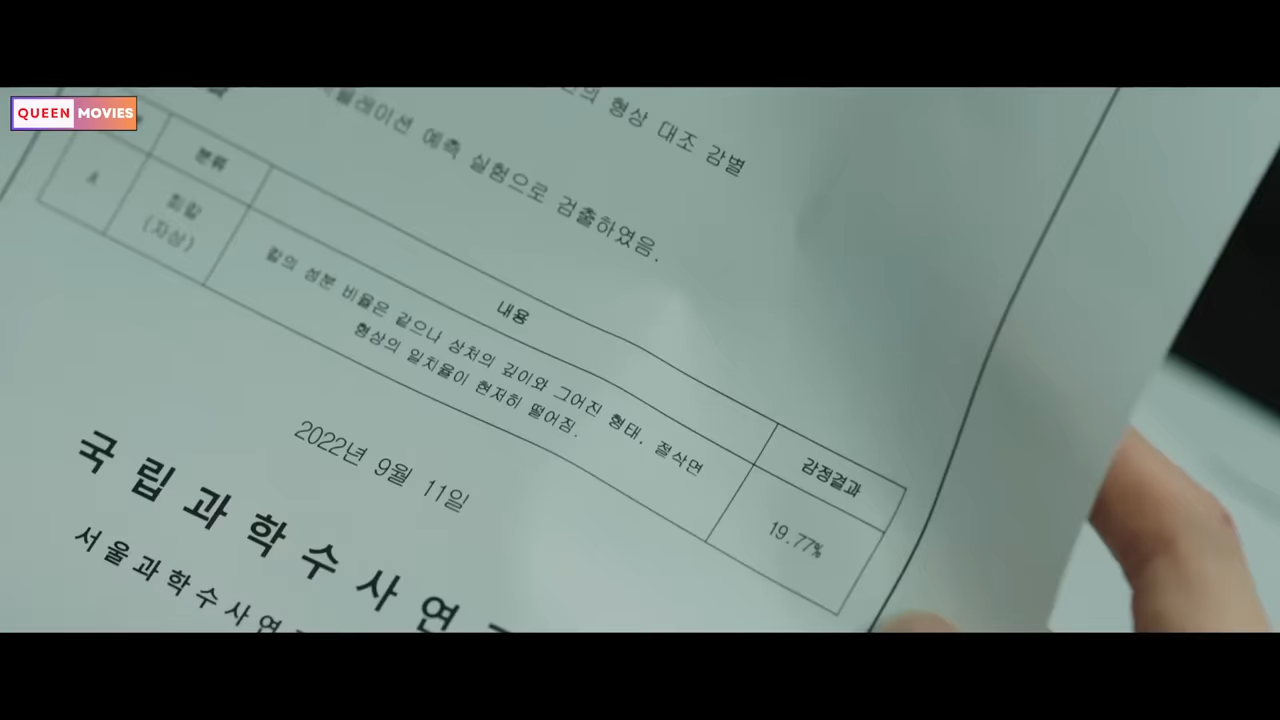 QUEEN MOVIES
형상 대조 감별
예측 실험으로 검출하였음.
분류
내용
감정결과
A
회칼
(자상)
칼의 성분 비율은 같으나 상처의 깊이와 그어진 형태, 절삭면
형상의 일치율이 현저히 떨어짐.
19.77%
2022년 9월 11일
국립과학수사연
서울과학수사연